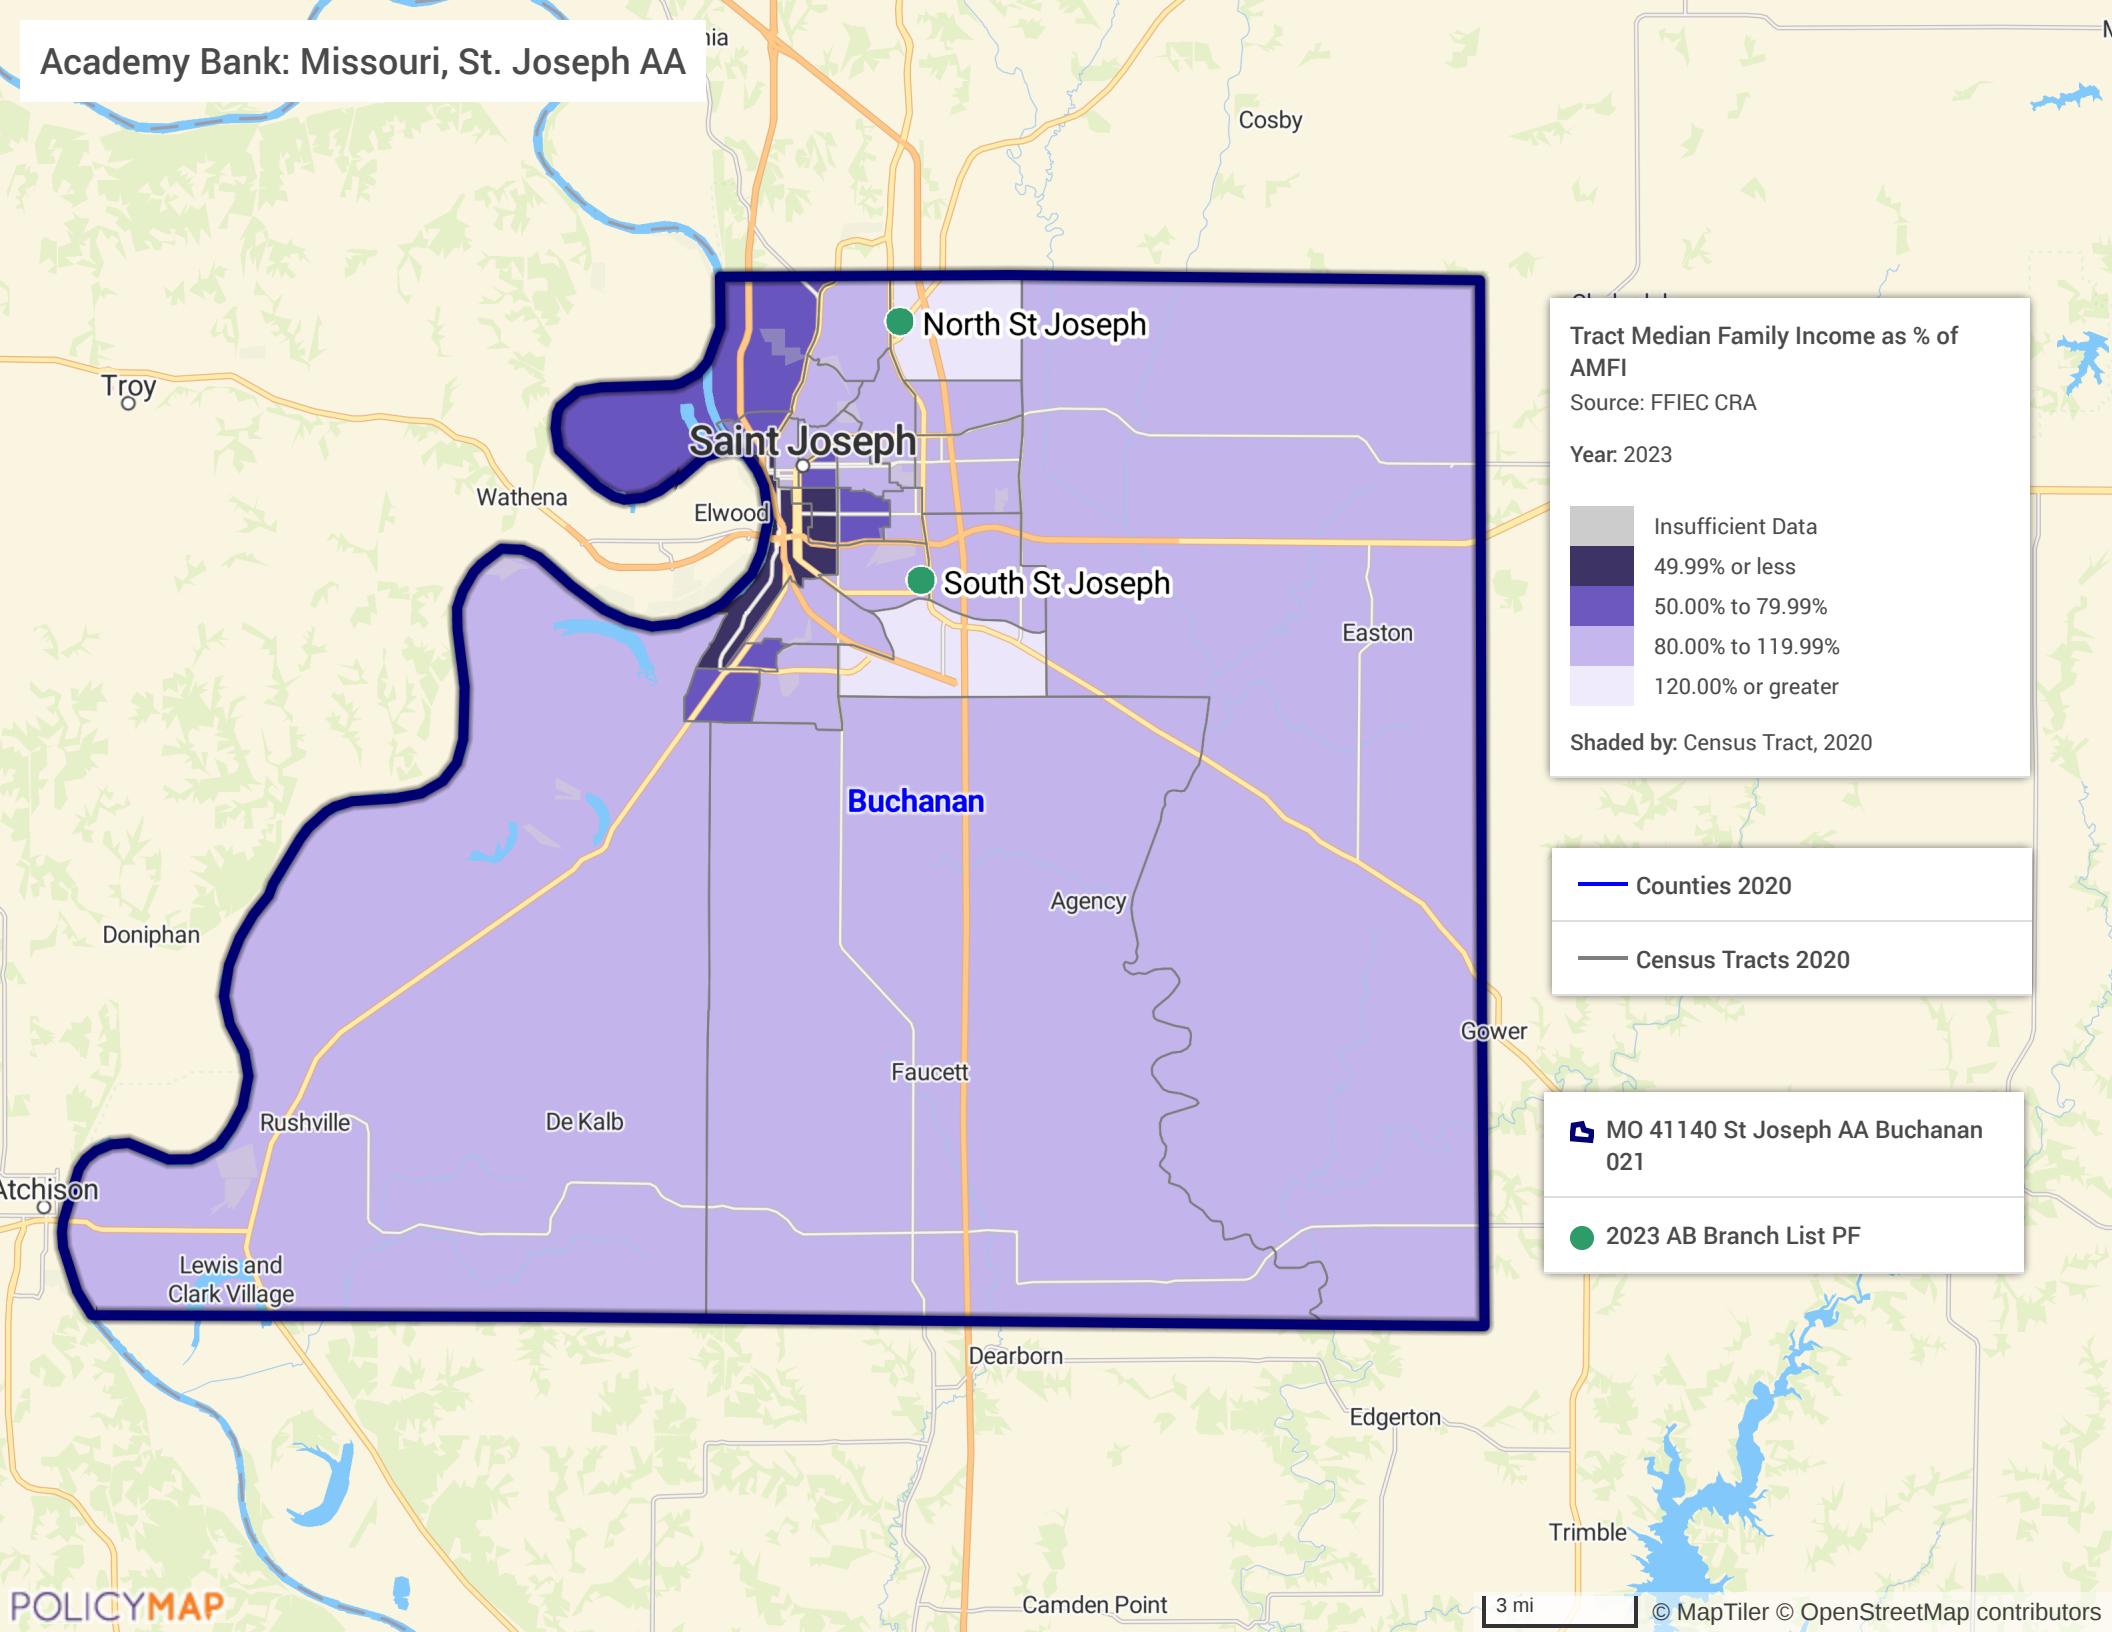 Academy Bank: Missouri, St. Joseph AA
Cosby
North St Joseph
Troy
Saint Joseph
Wathena
Elwood
South St Joseph
Easton
Buchanan
Agency
Doniphan
Gower
Faucett
Rushville
De Kalb
Atchison
Lewis and
Clark Village
Dearborn
Edgerton
Trimble
Camden Point
Tract Median Family Income as % of
AMFI
Source: FFIEC CRA
Year: 2023
Insufficient Data
49.99% or less
50.00% to 79.99%
80.00% to 119.99%
120.00% or greater
Shaded by: Census Tract, 2020
Counties 2020
Census Tracts 2020
MO 41140 St Joseph AA Buchanan
021
2023 AB Branch List PF
POLICYMAP
3 mi
© MapTiler © OpenStreetMap contributors